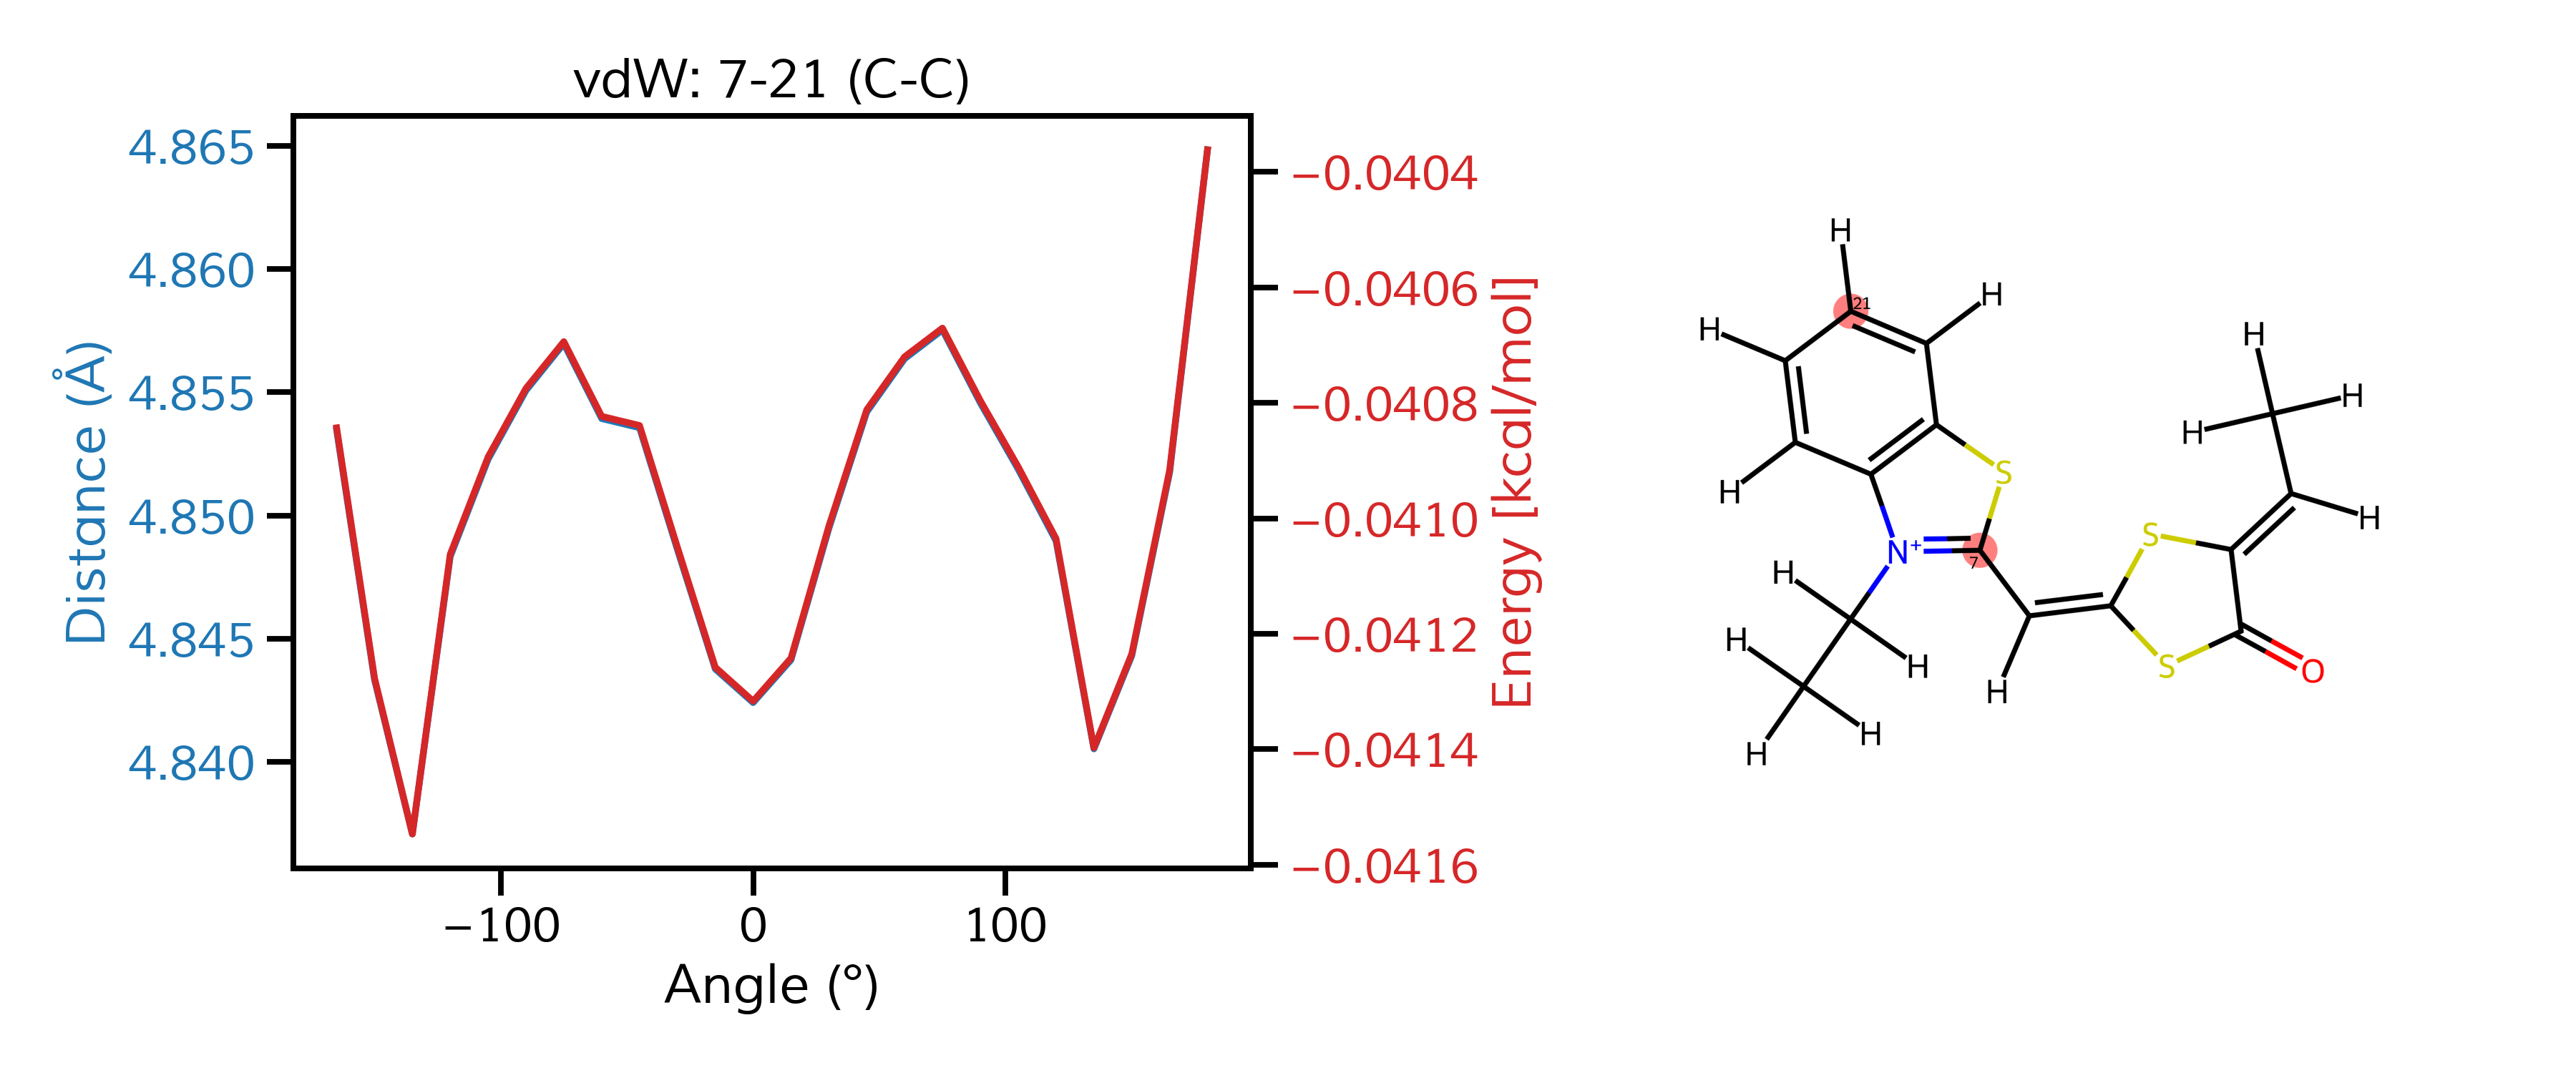 vdW: 7-21 (C-C)
4.865
4.860
4.855
4.850
4.845
4.840
Distance (Å)
−0.0404
−0.0406
−0.0408
−0.0410
−0.0412
−0.0414
−0.0416
Energy [kcal/mol]
−100
0
100
Angle (°)
H
H
21
H
H
H
H
H
S
H
H
S
N+
7
H
H
H
S
H
H
O
H
H